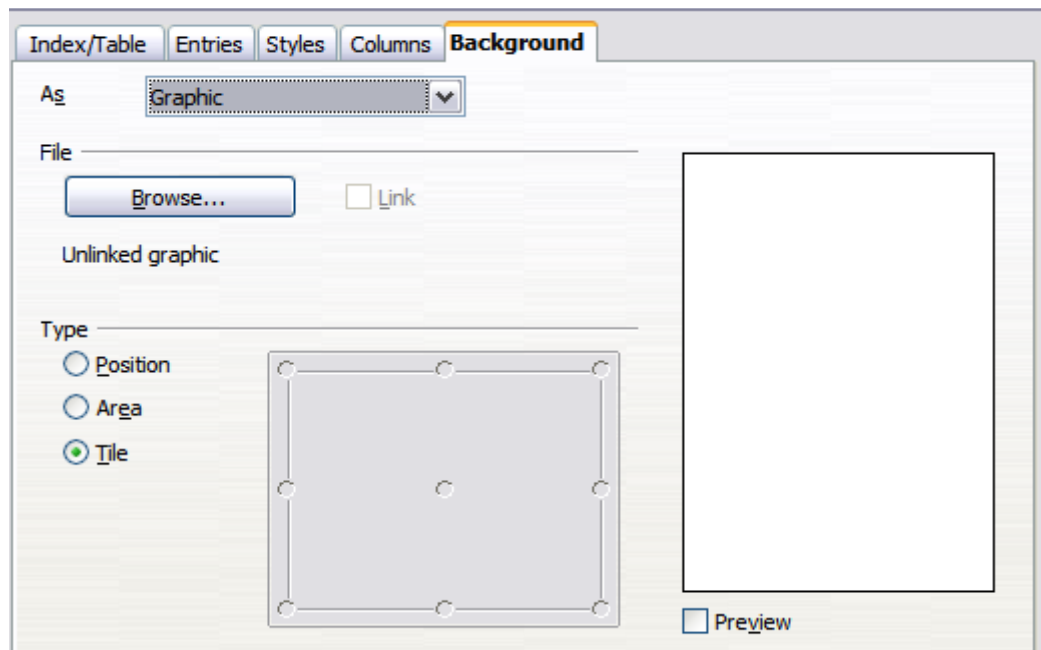 Index/Table Entries Styles Columns Background
As Graphic
File
Browse... Link
Unlinked graphic
Type
Position
Area
Tile
Preview